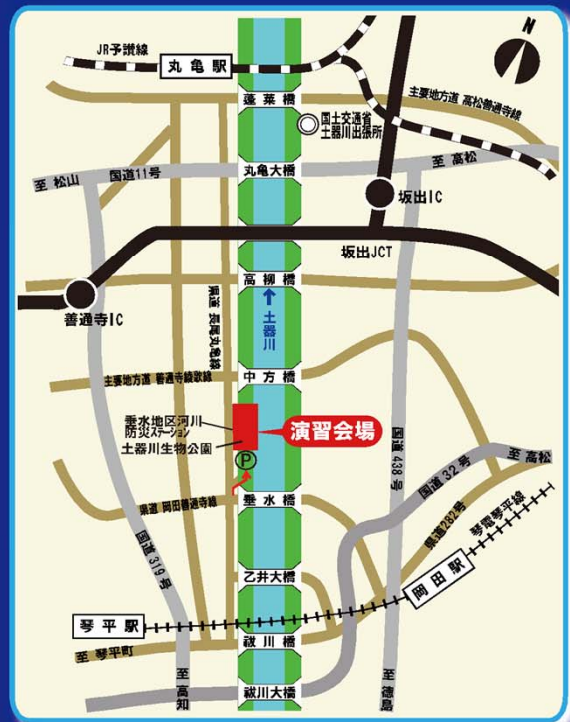 JR予讃線
丸亀駅
N
蓬莱橋
国土交通省
土器川出張所
主要地方道 高松善通寺線
至 松山
国道11号
丸亀大橋
至 高松
坂出IC
坂出JCT
高柳橋
善通寺IC
県道 長尾丸亀線
土器川
主要地方道 善通寺綾歌線
中方橋
垂水地区河川
防災ステーション
土器川生物公園
演習会場
P
国道438号
国道32号
至 高松
県道 岡田善通寺線
垂水橋
県道282号
琴電琴平線
国道319号
乙井大橋
岡田駅
琴平駅
祓川橋
至 琴平町
至 高知
祓川大橋
至 徳島